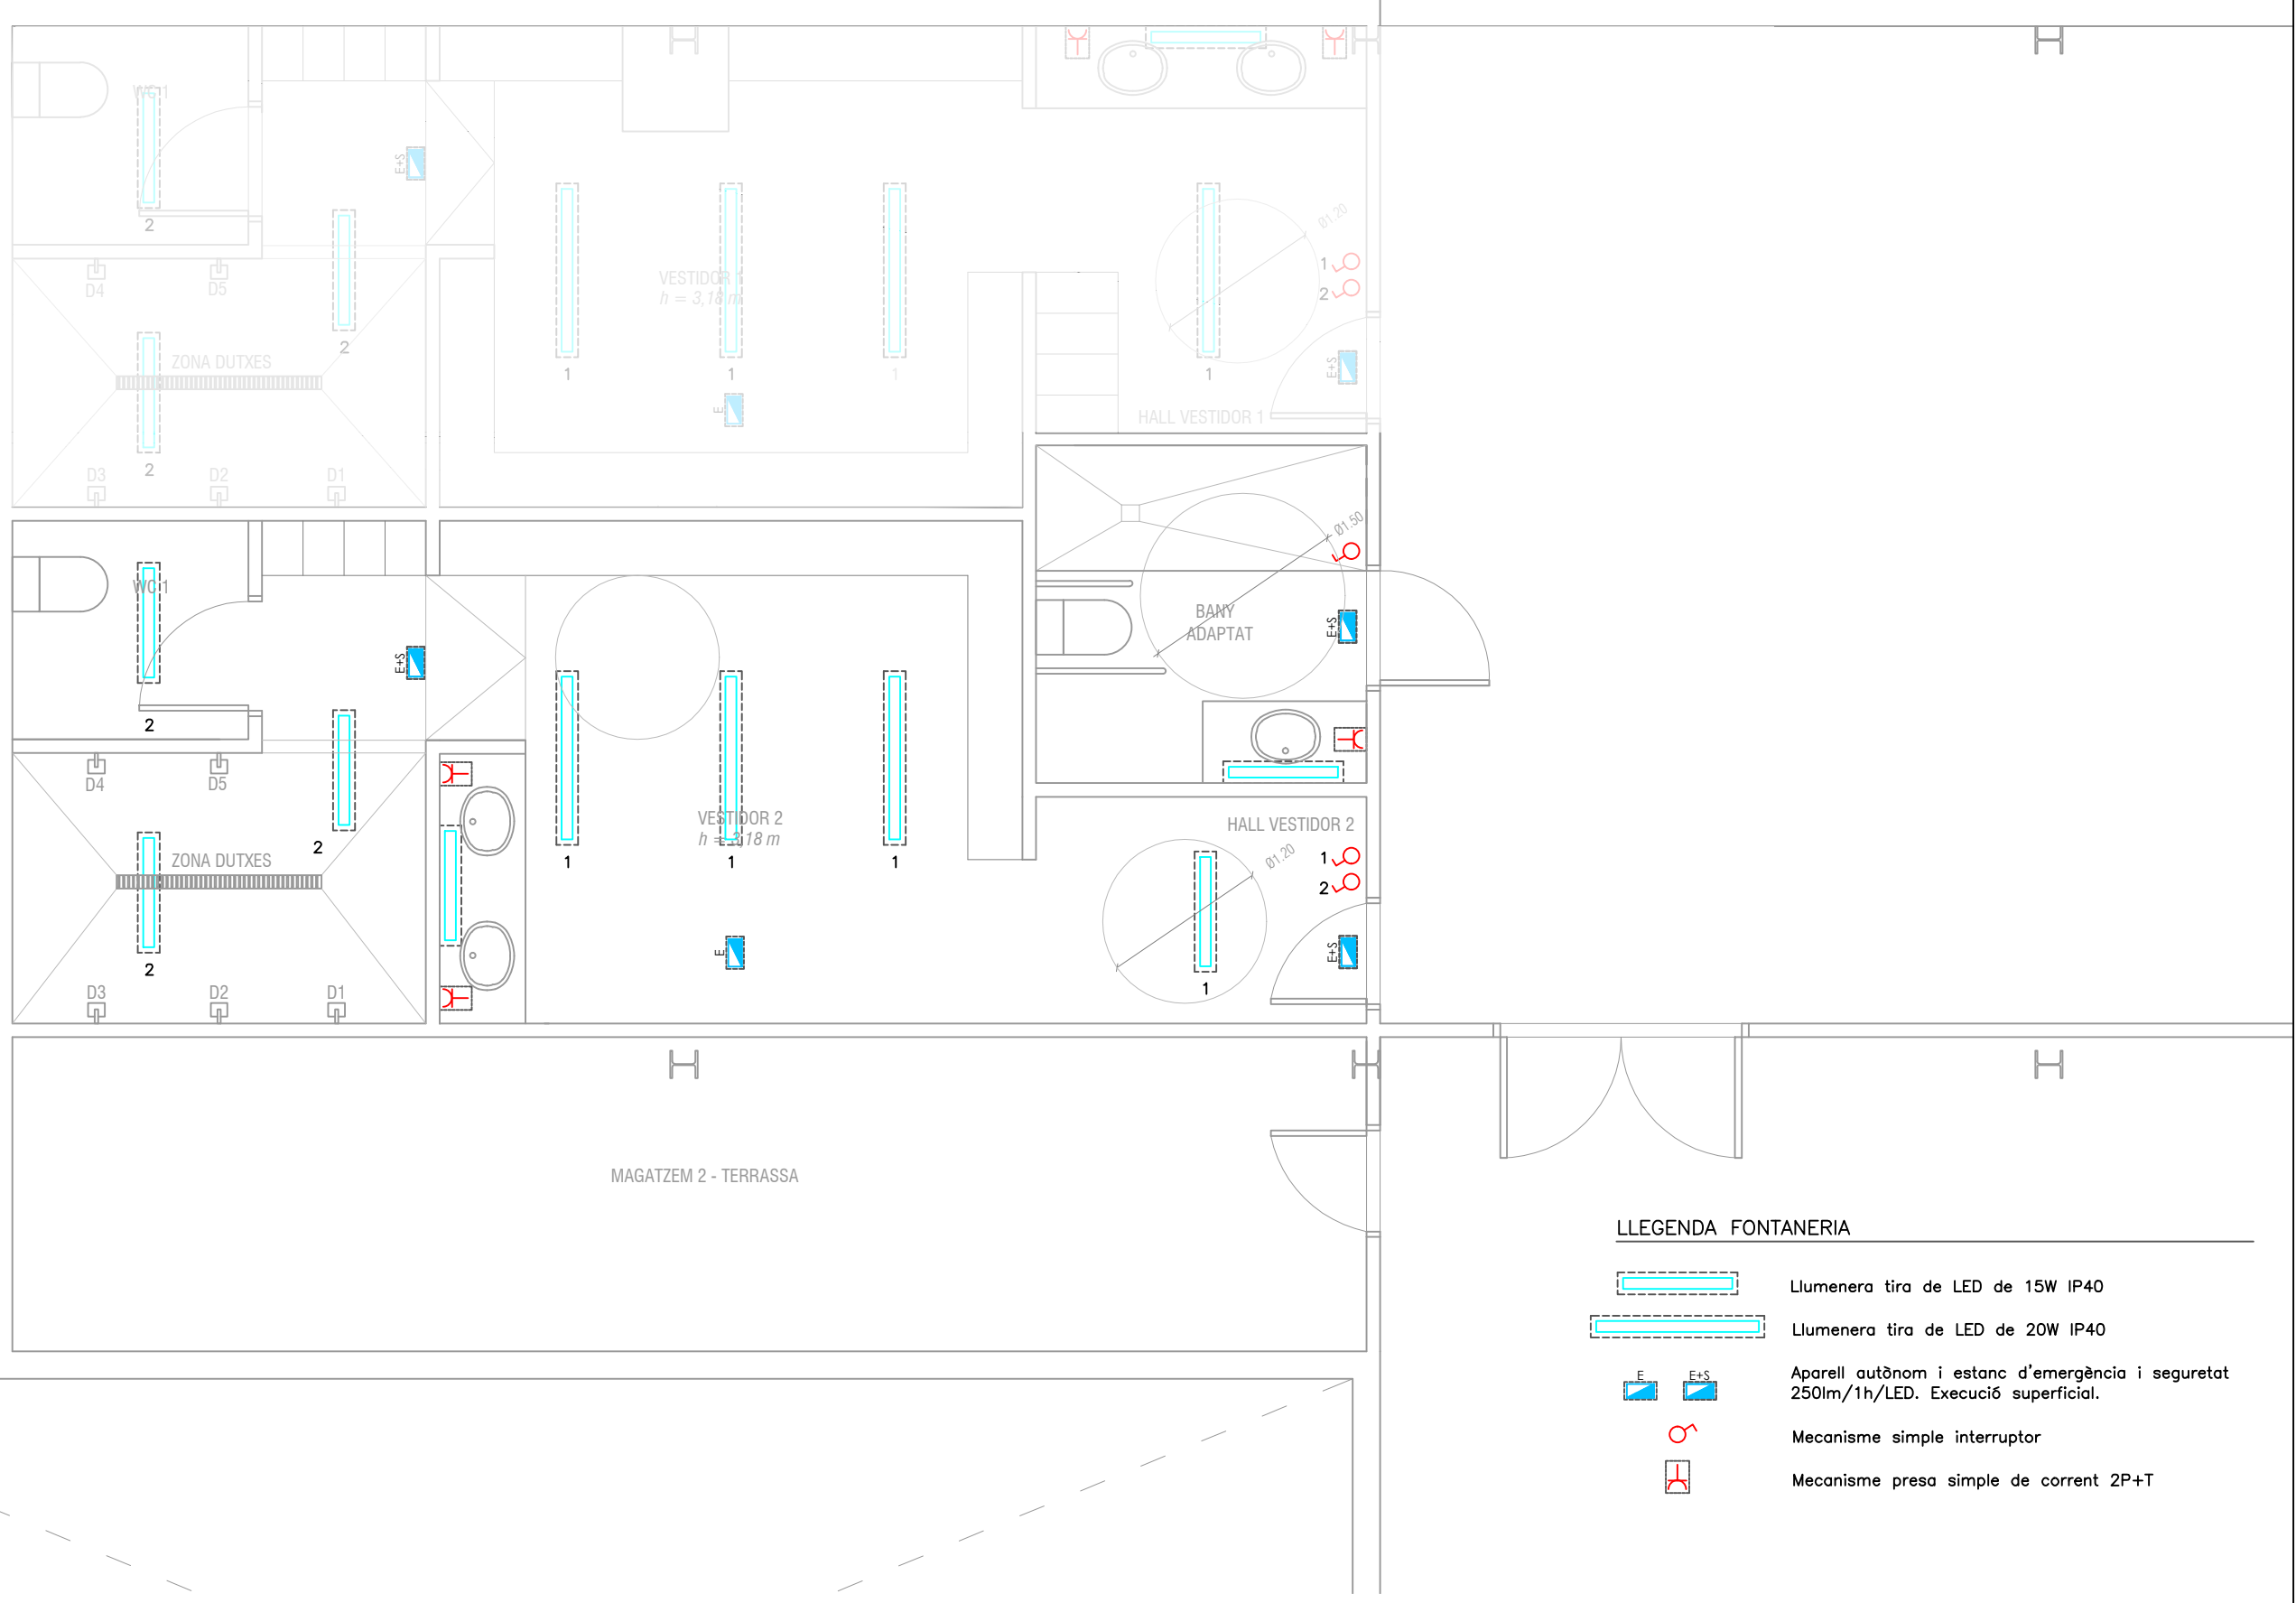 WC 1
E+S
2
2
D4
D5
ZONA DUTXES
2
D3
D2
D1
VESTIDOR 1
h = 3,18 m
1
1
1
1
E
Ø1.20
1
2
E+S
HALL VESTIDOR 1
WC 1
E+S
2
D4
D5
2
ZONA DUTXES
2
D3
D2
D1
VESTIDOR 2
h = 3,18 m
1
1
1
E
Ø1.50
BANY
ADAPTAT
E+S
HALL VESTIDOR 2
Ø1.20
1
2
E+S
1
MAGATZEM 2 - TERRASSA
LLEGENDA FONTANERIA
Llumenera tira de LED de 15W IP40
Llumenera tira de LED de 20W IP40
E E+S
Aparell autònom i estanc d'emergència i seguretat
250lm/1h/LED. Execució superficial.
Mecanisme simple interruptor
Mecanisme presa simple de corrent 2P+T